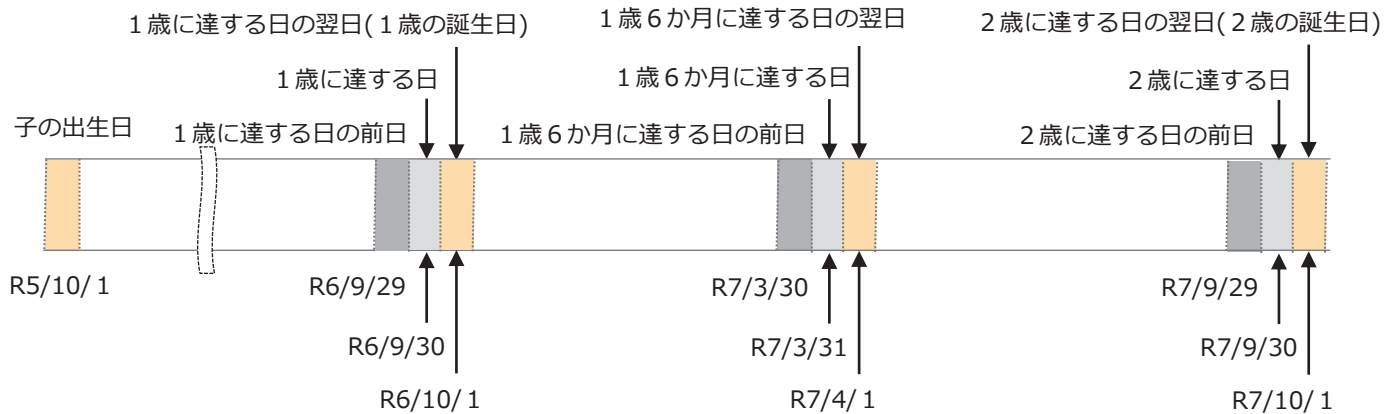 １歳に達する日の翌日(１歳の誕生日)
１歳６か月に達する日の翌日
２歳に達する日の翌日(２歳の誕生日)
１歳に達する日
１歳６か月に達する日
２歳に達する日
子の出生日
１歳に達する日の前日
１歳６か月に達する日の前日
２歳に達する日の前日
R5/10/１
R6/9/29
R7/3/30
R7/9/29
R6/9/30
R7/3/31
R7/9/30
R6/10/１
R7/4/１
R7/10/１